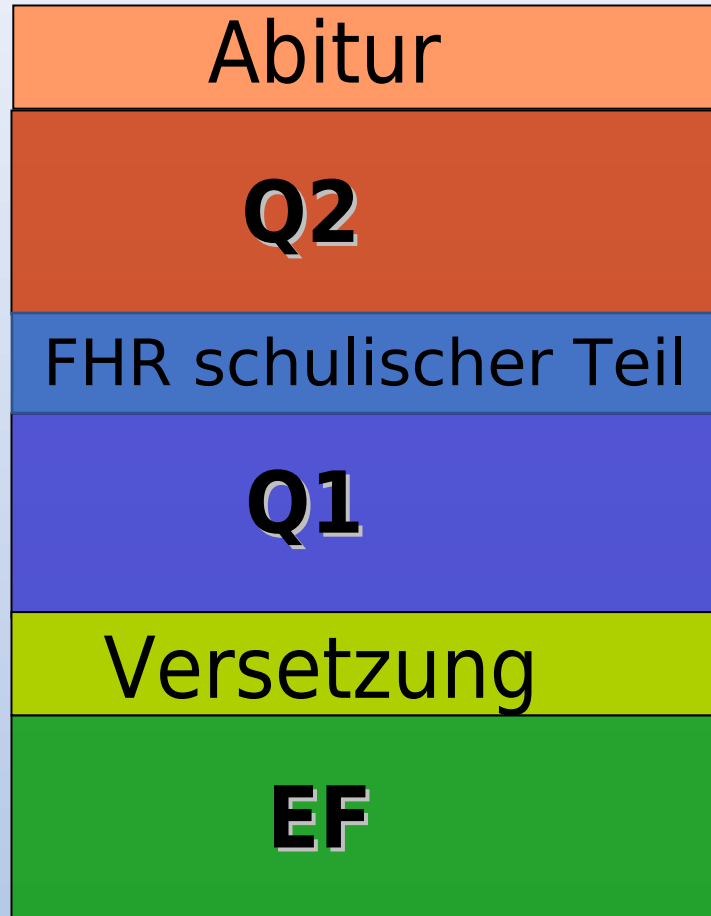 Abitur
Q2
FHR schulischer Teil
Q1
Versetzung
EF